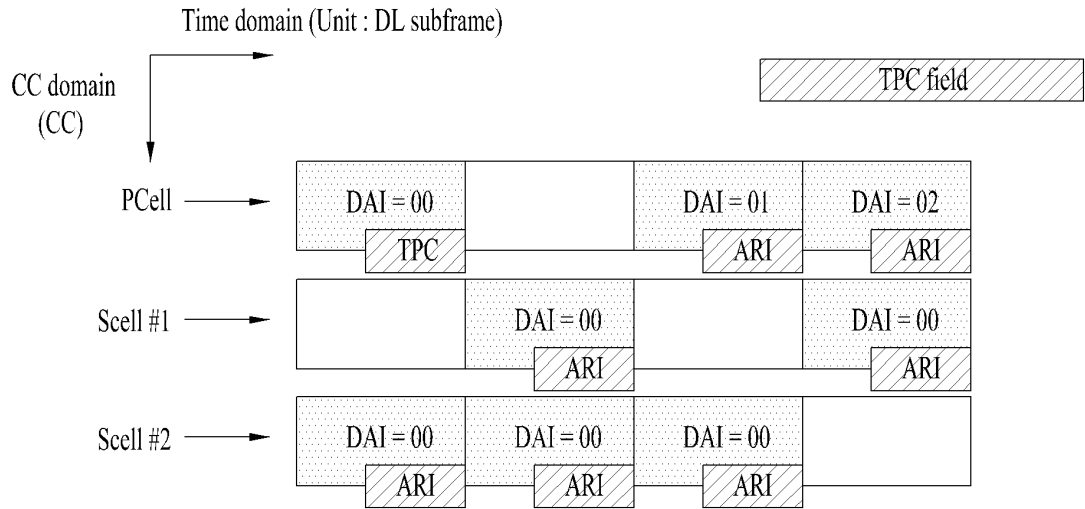 Time domain (Unit : DL subframe)
CC domain
(CC)
TPC field
PCell
DAI = 00
DAI = 01
DAI = 02
TPC
ARI
ARI
Scell #1
DAI = 00
DAI = 00
ARI
ARI
Scell #2
DAI = 00
DAI = 00
DAI = 00
ARI
ARI
ARI